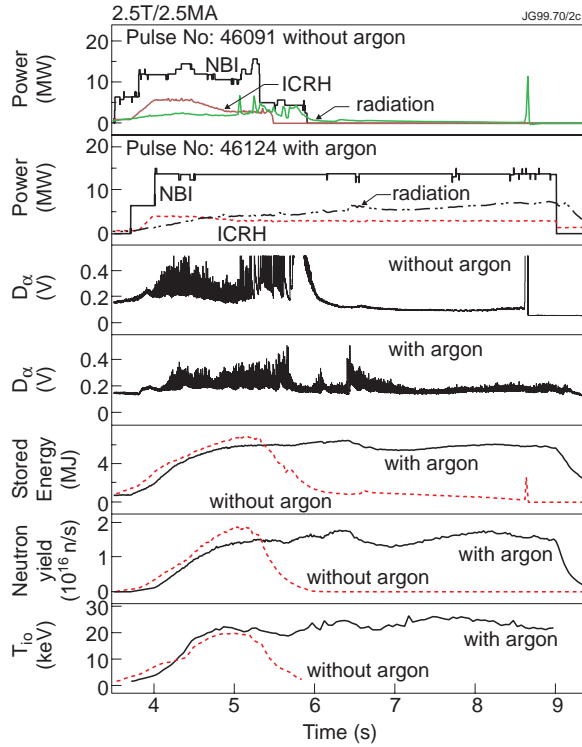 2.5T/2.5MA
JG99.70/2c
Pulse No: 46091 without argon
NBI
ICRH
radiation
Power
(MW)
20
10
0
Pulse No: 46124 with argon
NBI
radiation
ICRH
Power
(MW)
20
15
10
5
0
without argon
Dα
(V)
0.4
0.2
0
with argon
Dα
(V)
0.4
0.2
0
with argon
without argon
Stored
Energy
(MJ)
6
0
with argon
without argon
Neutron
yield
(10¹⁶ n/s)
2
1
0
with argon
without argon
Tio
(keV)
30
20
10
0
4 5 6 7 8 9
Time (s)